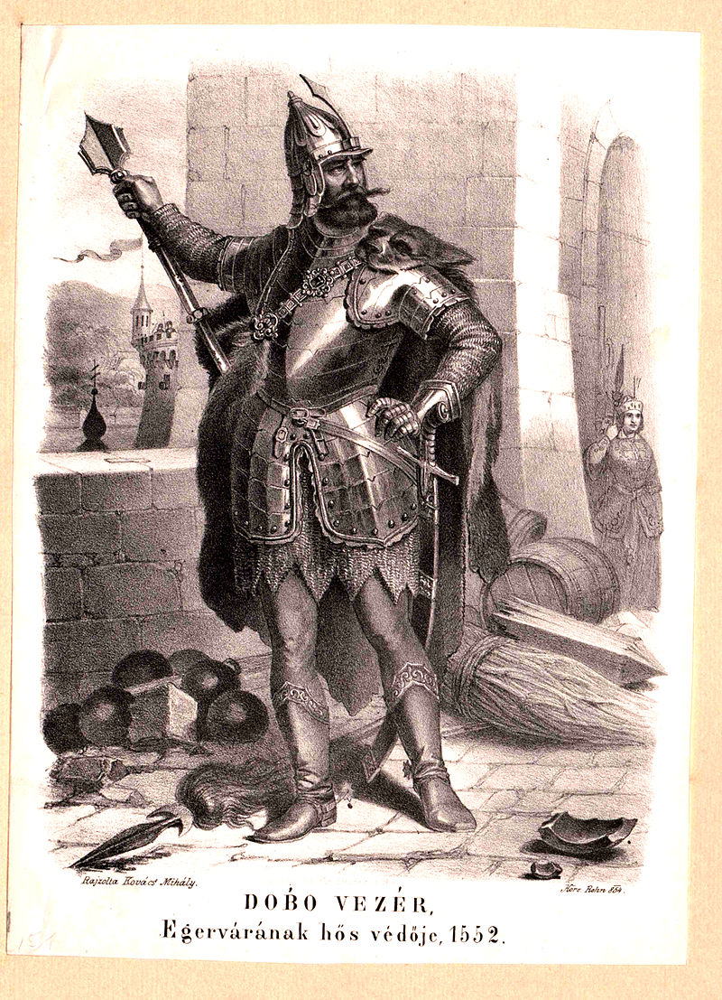 Rajzolta Kovács Mihály.
DOBO VEZÉR,
Egervárának hős védője, 1552.